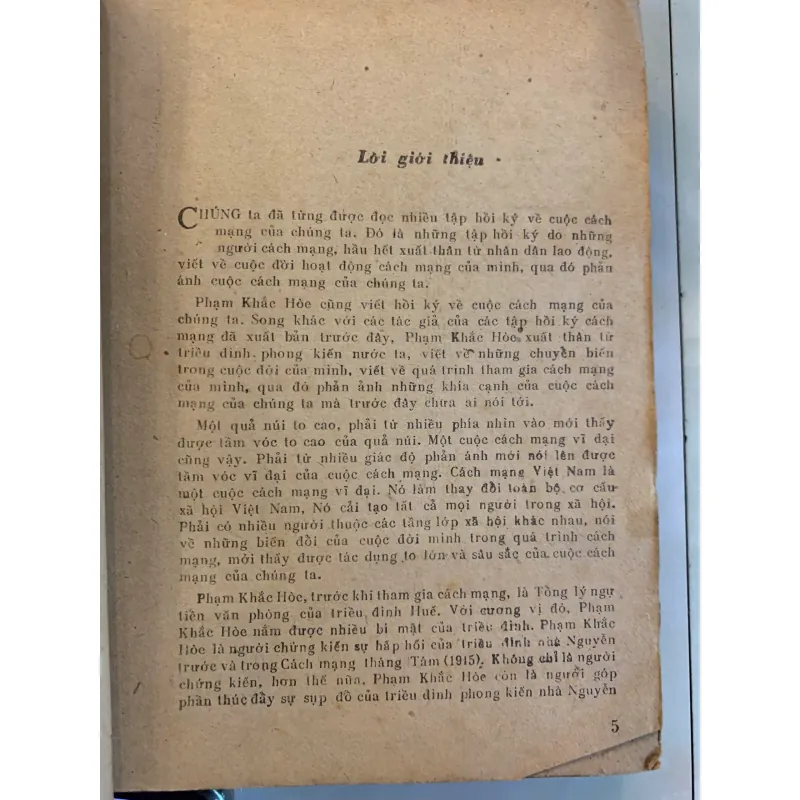 Lời giới thiệu
CHÚNG ta đã từng được đọc nhiều tập hồi ký về cuộc cách
mạng của chúng ta. Đó là những tập hồi ký do những
người cách mạng, hầu hết xuất thân từ nhân dân lao động,
viết về cuộc đời hoạt động cách mạng của mình, qua đó phản
ánh cuộc cách mạng của chúng ta.
Phạm Khắc Hòe cũng viết hồi ký về cuộc cách mạng của
chúng ta. Song khác với các tác giả của các tập hồi ký cách
mạng đã xuất bản trước đây, Phạm Khắc Hòe xuất thân từ
triều đình phong kiến nước ta, viết về những chuyển biến
trong cuộc đời của mình, viết về quá trình tham gia cách mạng
của mình, qua đó phản ảnh những khía cạnh của cuộc cách
mạng của chúng ta mà trước đây chưa ai nói tới.
Một quả núi to cao, phải từ nhiều phía nhìn vào mới thấy
được tầm vóc to cao của quả núi. Một cuộc cách mạng vĩ đại
cũng vậy. Phải từ nhiều giác độ phản ánh mới nói lên được
tầm vóc vĩ đại của cuộc cách mạng. Cách mạng Việt Nam là
một cuộc cách mạng vĩ đại. Nó làm thay đổi toàn bộ cơ cấu
xã hội Việt Nam, Nó cải tạo tất cả mọi người trong xã hội.
Phải có nhiều người thuộc các tầng lớp xã hội khác nhau, nói
về những biến đổi của cuộc đời mình trong quá trình cách
mạng, mới thấy được tác dụng to lớn và sâu sắc của cuộc cách
mạng của chúng ta.
Phạm Khắc Hòe, trước khi tham gia cách mạng, là Tổng lý ngự
tiền văn phòng của triều đình Huế. Với cương vị đó, Phạm
Khắc Hòe nắm được nhiều bí mật của triều đình. Phạm Khắc
Hòe là người chứng kiến sự hấp hối của triều đình nhà Nguyễn
trước và trong Cách mạng tháng Tám (1945). Không chỉ là người
chứng kiến, hơn thế nữa, Phạm Khắc Hòe còn là người góp
phần thúc đẩy sự sụp đổ của triều đình phong kiến nhà Nguyễn
5